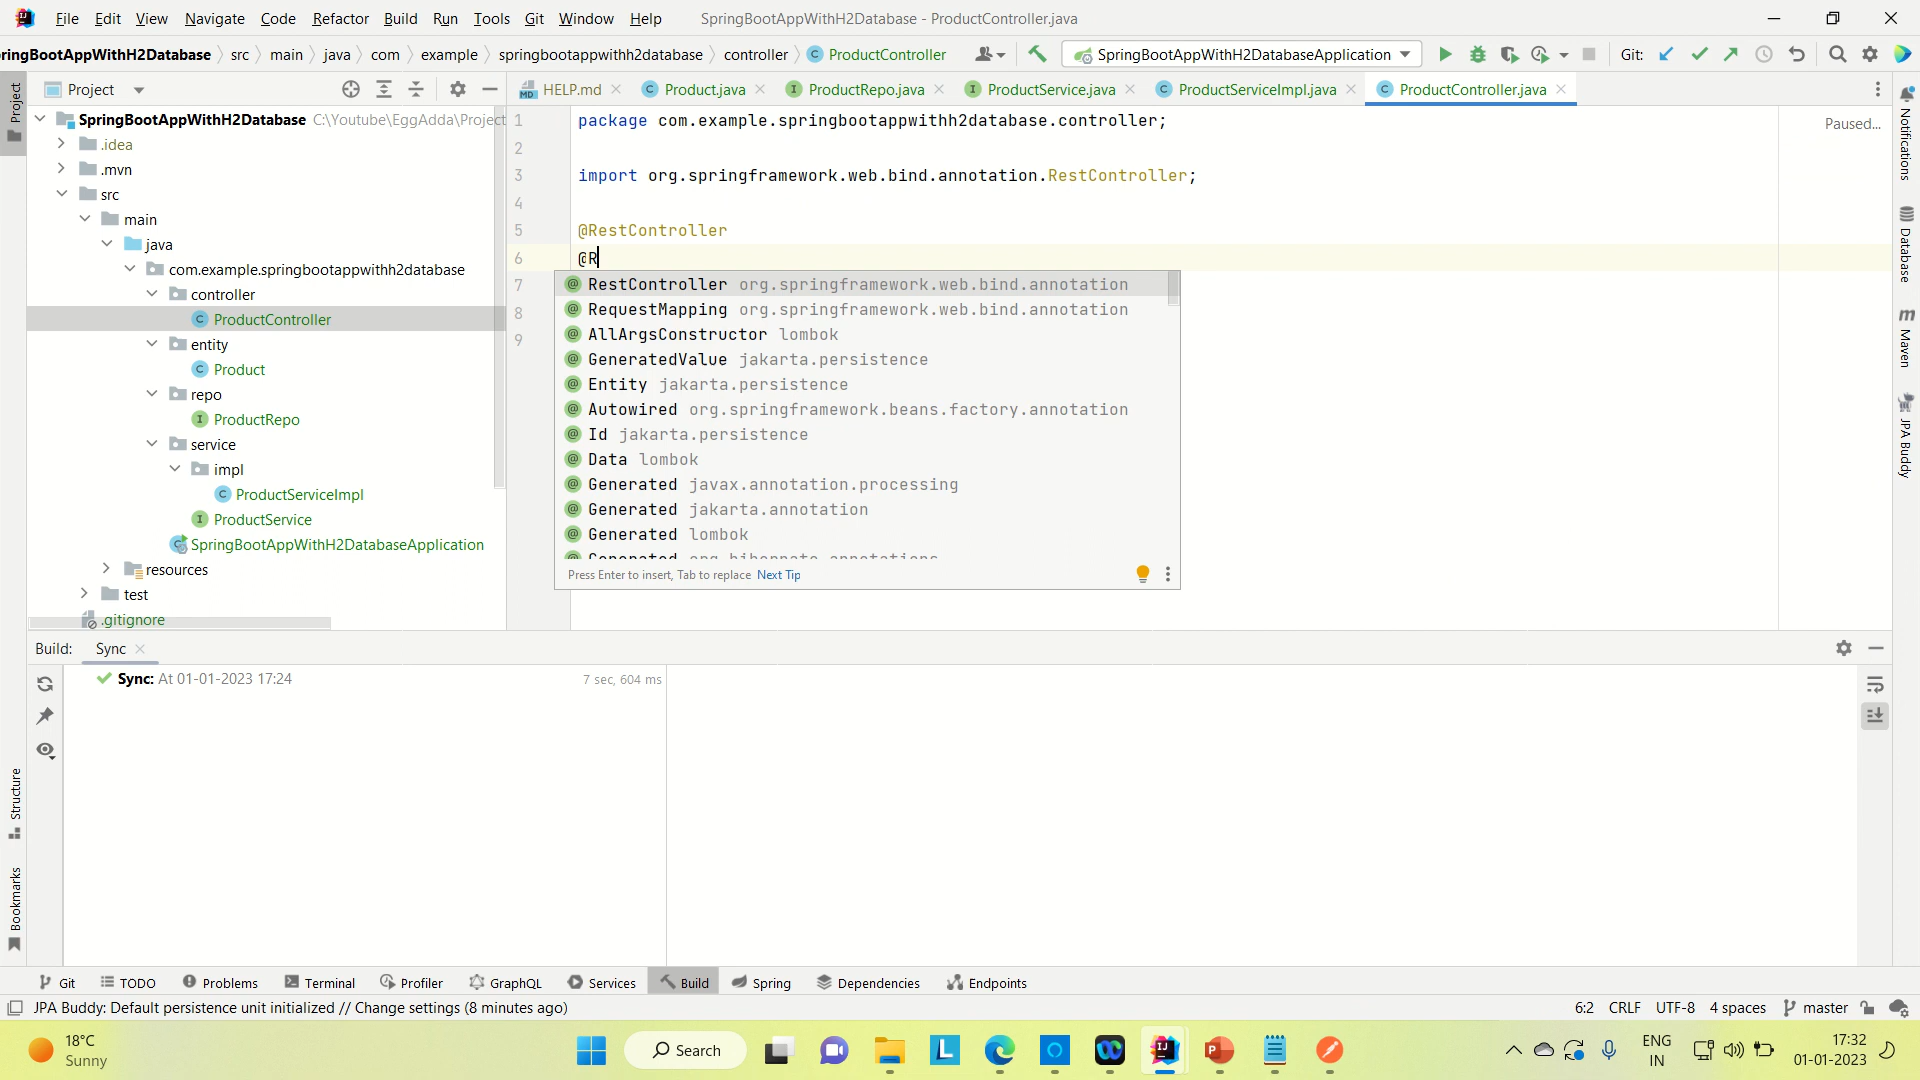 File Edit View Navigate Code Refactor Build Run Tools Git Window Help SpringBootAppWithH2Database - ProductController.java
ringBootAppWithH2Database src main java com example springbootappwithh2database controller ProductController SpringBootAppWithH2DatabaseApplication Git:
Project
HELP.md Product.java ProductRepo.java ProductService.java ProductServiceImpl.java ProductController.java
Project
Notifications
Database
Maven
JPA Buddy
SpringBootAppWithH2Database C:\Youtube\EggAdda\Project
.idea
.mvn
src
main
java
com.example.springbootappwithh2database
controller
ProductController
entity
Product
repo
ProductRepo
service
impl
ProductServiceImpl
ProductService
SpringBootAppWithH2DatabaseApplication
resources
test
.gitignore
1 package com.example.springbootappwithh2database.controller;
Paused...
2
3 import org.springframework.web.bind.annotation.RestController;
4
5 @RestController
6 @R
7
8
9
RestController org.springframework.web.bind.annotation
RequestMapping org.springframework.web.bind.annotation
AllArgsConstructor lombok
GeneratedValue jakarta.persistence
Entity jakarta.persistence
Autowired org.springframework.beans.factory.annotation
Id jakarta.persistence
Data lombok
Generated javax.annotation.processing
Generated jakarta.annotation
Generated lombok
Generated org.hibernate.annotations
Press Enter to insert, Tab to replace Next Tip
Build: Sync
Sync: At 01-01-2023 17:24 7 sec, 604 ms
Structure
Bookmarks
Git TODO Problems Terminal Profiler GraphQL Services Build Spring Dependencies Endpoints
JPA Buddy: Default persistence unit initialized // Change settings (8 minutes ago) 6:2 CRLF UTF-8 4 spaces master
18°C
Sunny
Search
ENG
IN
17:32
01-01-2023